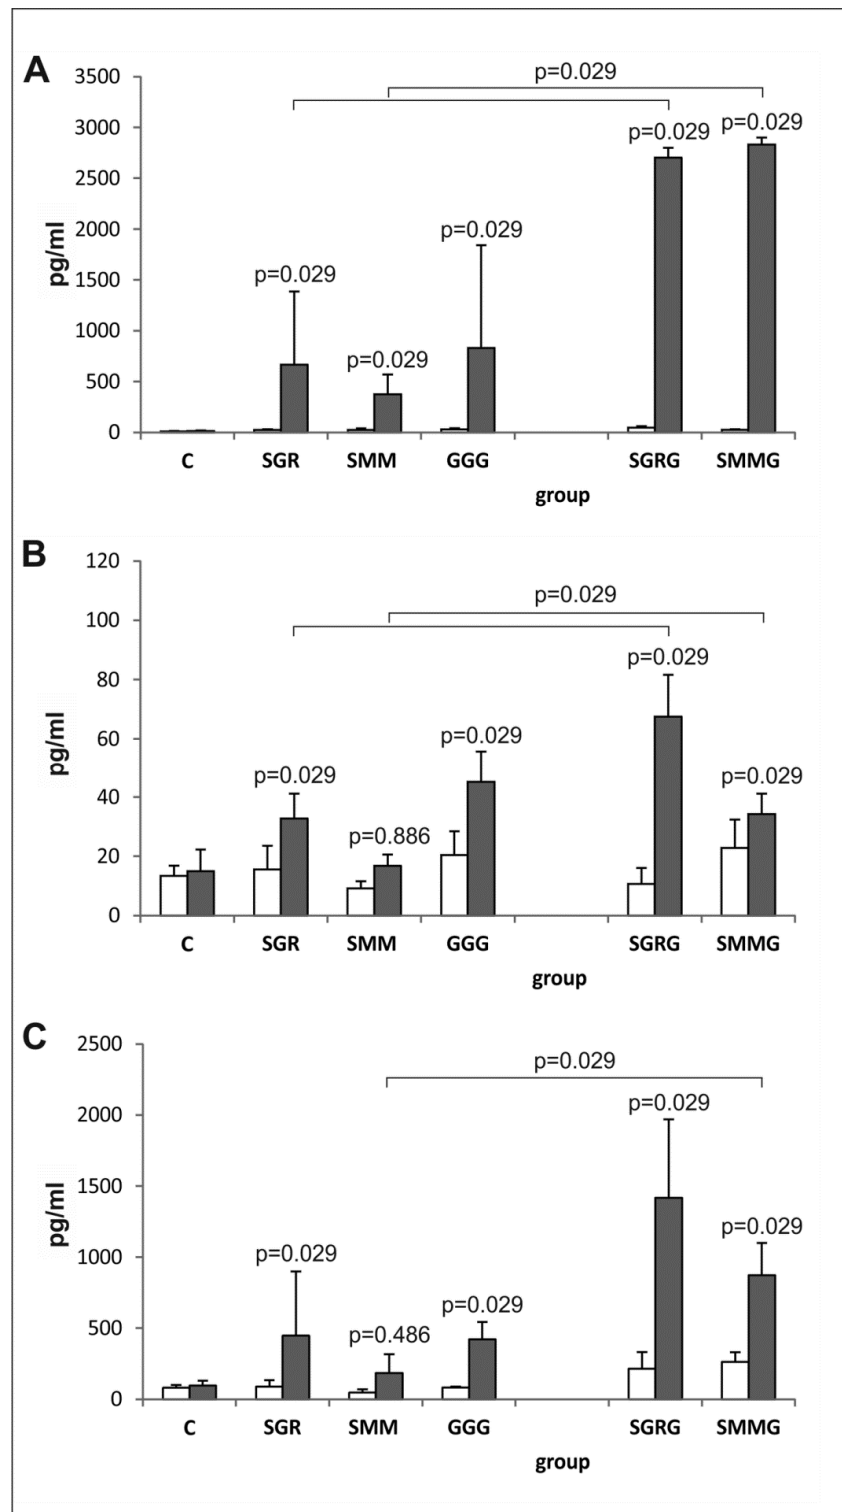 A
p=0.029
3500
p=0.029
3000
p=0.029
2500
2000
p=0.029
pg/ml
1500
p=0.029
1000
p=0.029
500
0
C SGR SMM GGG SGRG SMMG
group
B
120
p=0.029
100
p=0.029
80
pg/ml
p=0.029
60
p=0.029
p=0.029
40
p=0.886
20
0
C SGR SMM GGG SGRG SMMG
group
C
2500
p=0.029
p=0.029
2000
pg/ml
1500
p=0.029
p=0.029
1000
p=0.029
p=0.486
500
0
C SGR SMM GGG SGRG SMMG
group